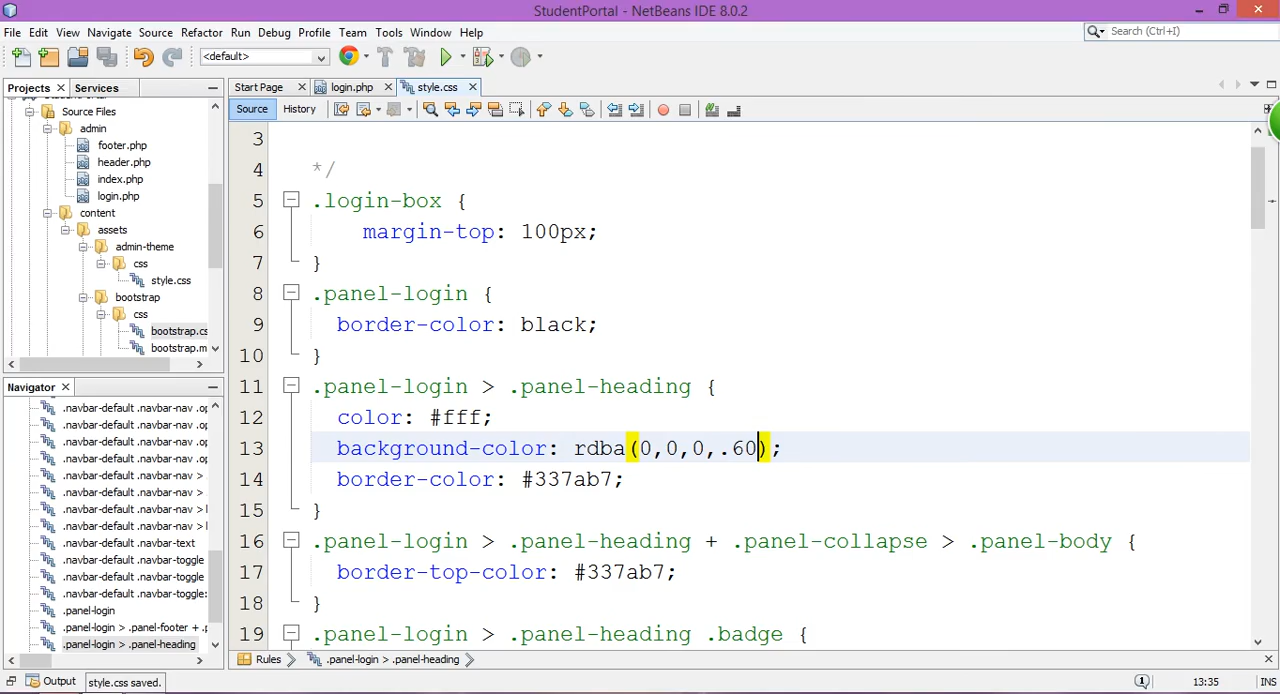 StudentPortal - NetBeans IDE 8.0.2
File Edit View Navigate Source Refactor Run Debug Profile Team Tools Window Help
Search (Ctrl+I)
<default>
Projects Services
Start Page login.php style.css
Source History
Source Files
admin
footer.php
header.php
index.php
login.php
content
assets
admin-theme
css
style.css
bootstrap
css
bootstrap.cs
bootstrap.m
Navigator
.navbar-default .navbar-nav .op
.navbar-default .navbar-nav .op
.navbar-default .navbar-nav .op
.navbar-default .navbar-nav .op
.navbar-default .navbar-nav >
.navbar-default .navbar-nav >
.navbar-default .navbar-nav > l
.navbar-default .navbar-nav > l
.navbar-default .navbar-text
.navbar-default .navbar-toggle
.navbar-default .navbar-toggle
.navbar-default .navbar-toggle:
.panel-login
.panel-login > .panel-footer + .p
.panel-login > .panel-heading
3
4 */
5 .login-box {
6 margin-top: 100px;
7 }
8 .panel-login {
9 border-color: black;
10 }
11 .panel-login > .panel-heading {
12 color: #fff;
13 background-color: rdba(0,0,0,.60);
14 border-color: #337ab7;
15 }
16 .panel-login > .panel-heading + .panel-collapse > .panel-body {
17 border-top-color: #337ab7;
18 }
19 .panel-login > .panel-heading .badge {
Rules .panel-login > .panel-heading
Output style.css saved. 1 13:35 INS